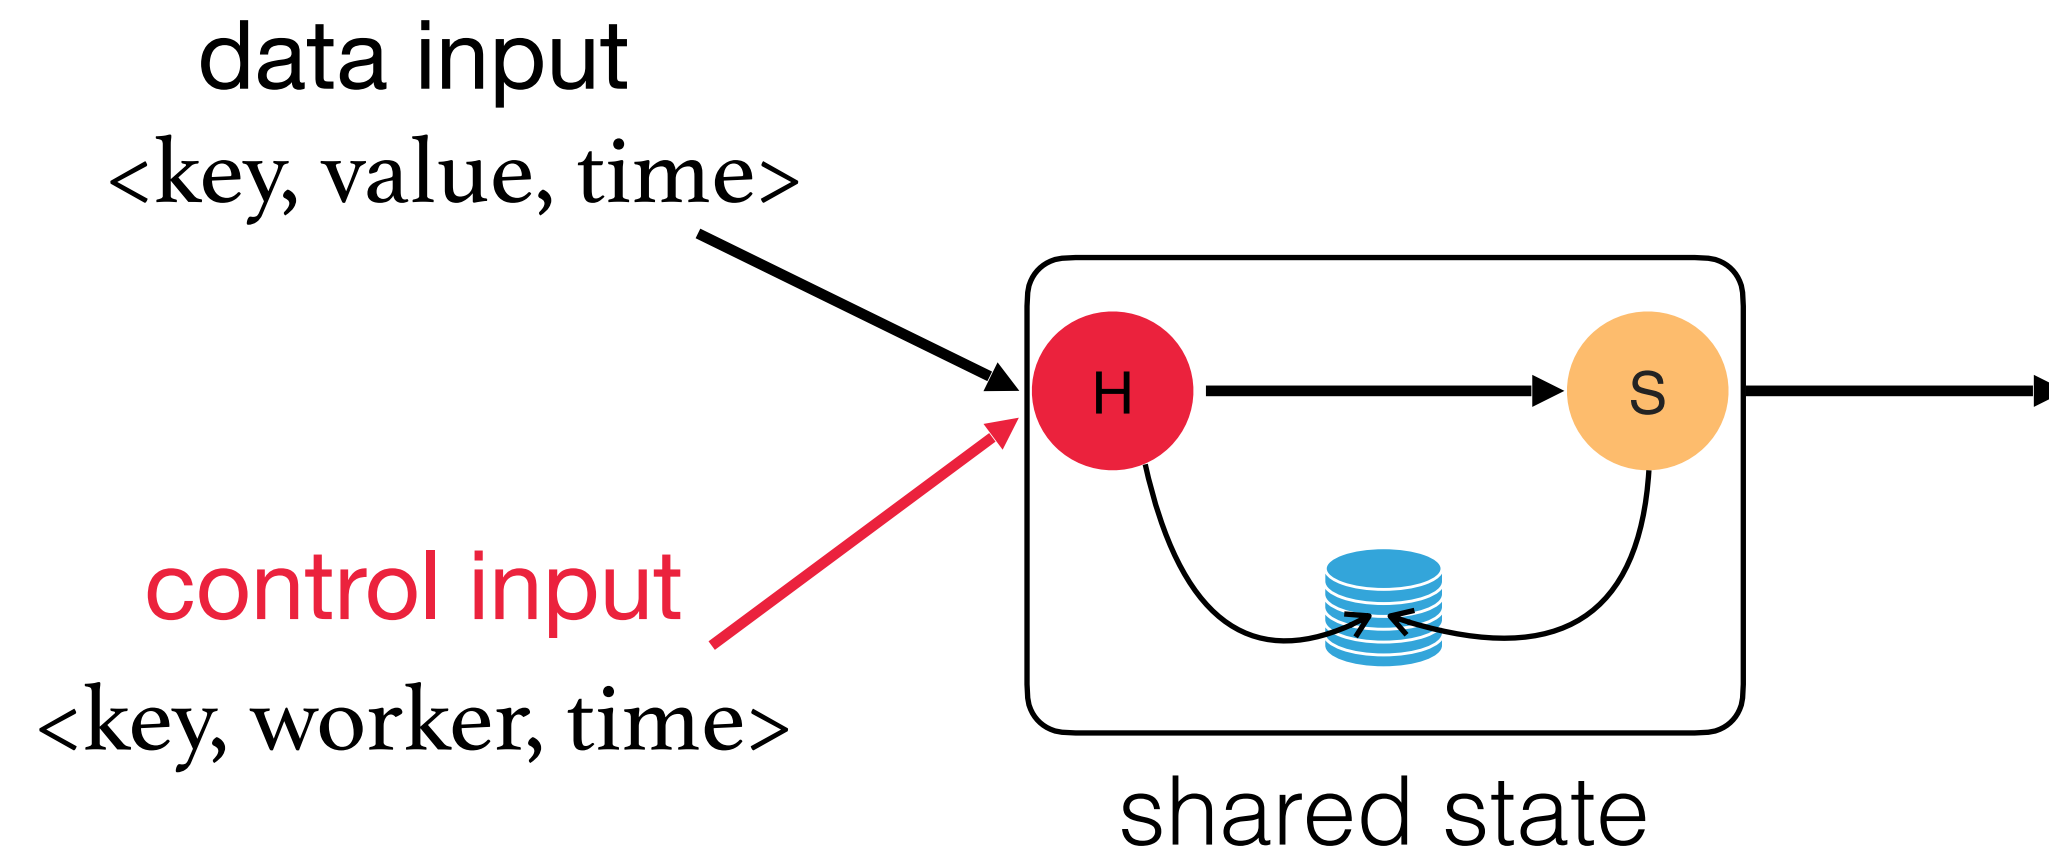 data input
<key, value, time>
H
S
control input
<key, worker, time>
shared state